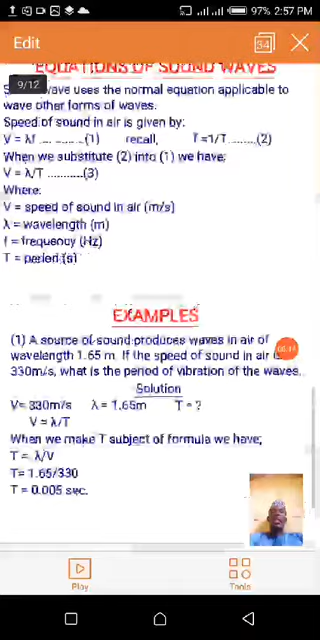 97% 2:57 PM
Edit
34
EQUATIONS OF SOUND WAVES
9/12
wave uses the normal equation applicable to
wave other forms of waves.
Speed of sound in air is given by:
V = λf ... ........(1) recall, f =1/T........(2)
When we substitute (2) into (1) we have;
V = λ/T ...........(3)
Where:
V = speed of sound in air (m/s)
λ = wavelength (m)
f = frequency (Hz)
T = period (s)
EXAMPLES
(1) A source of sound produces waves in air of
wavelength 1.65 m. If the speed of sound in air is
330m/s, what is the period of vibration of the waves.
Solution
V= 330m/s λ = 1.65m T = ?
V = λ/T
When we make T subject of formula we have;
T = λ/V
T= 1.65/330
T = 0.005 sec.
Play
Tools